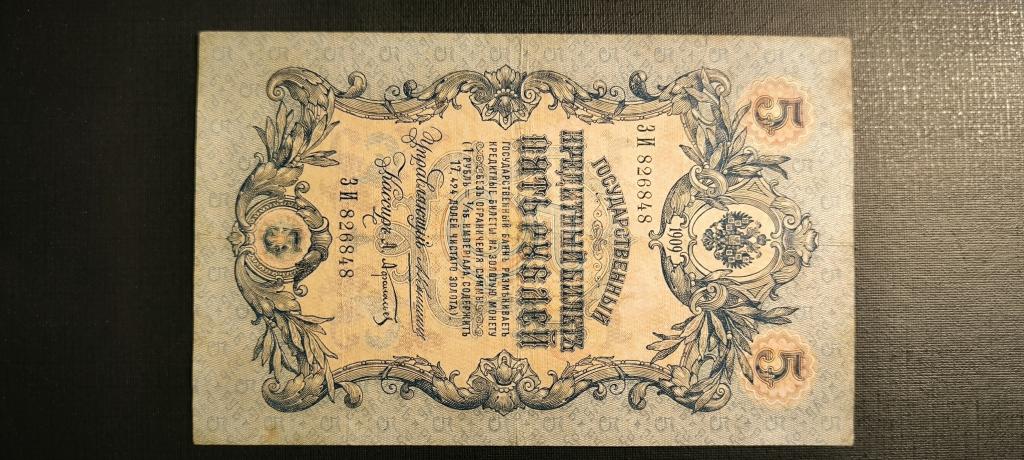 5 5
1909
ЗИ 826848
ГОСУДАРСТВЕННЫЙ
КРЕДИТНЫЙ БИЛЕТЪ
ПЯТЬ РУБЛЕЙ
ГОСУДАРСТВЕННЫЙ БАНКЪ РАЗМѢНИВАЕТЪ
КРЕДИТНЫЕ БИЛЕТЫ НА ЗОЛОТУЮ МОНЕТУ
БЕЗЪ ОГРАНИЧЕНІЯ СУММЫ
(1 РУБЛЬ = 1/15 ИМПЕРІАЛА, СОДЕРЖИТЪ
17,424 ДОЛЕЙ ЧИСТАГО ЗОЛОТА).
Управляющій
Кассиръ
ЗИ 826848
5